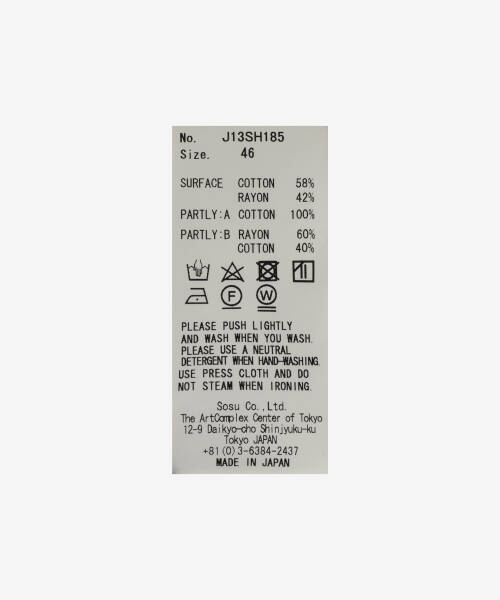 No. J13SH185
Size. 46
SURFACE COTTON 58%
RAYON 42%
PARTLY:A COTTON 100%
PARTLY:B RAYON 60%
COTTON 40%
F W
PLEASE PUSH LIGHTLY
AND WASH WHEN YOU WASH.
PLEASE USE A NEUTRAL
DETERGENT WHEN HAND-WASHING.
USE PRESS CLOTH AND DO
NOT STEAM WHEN IRONING.
Sosu Co.,Ltd.
The ArtComplex Center of Tokyo
12-9 Daikyo-cho Shinjyuku-ku
Tokyo JAPAN
+81(0)3-6384-2437
MADE IN JAPAN